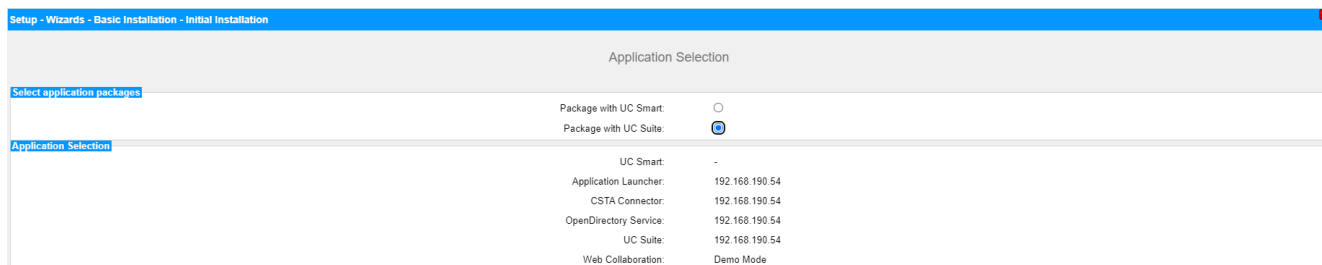 Setup - Wizards - Basic Installation - Initial Installation
Application Selection
Select application packages
Package with UC Smart:
Package with UC Suite:
Application Selection
UC Smart: -
Application Launcher: 192.168.190.54
CSTA Connector: 192.168.190.54
OpenDirectory Service: 192.168.190.54
UC Suite: 192.168.190.54
Web Collaboration: Demo Mode